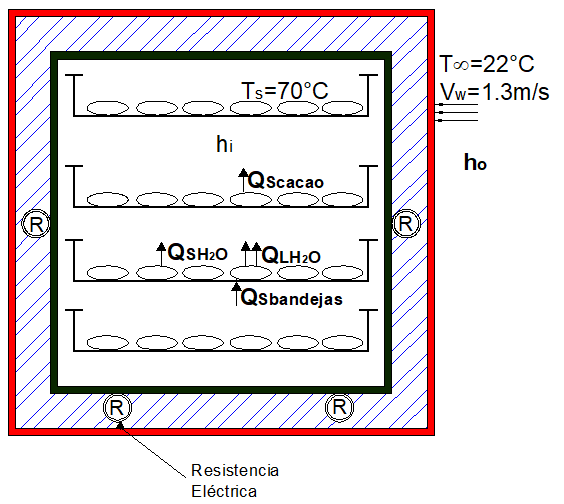 T∞=22°C
Ts=70°C
Vw=1.3m/s
hi
ho
QScacao
R
R
QSH2O
QLH2O
QSbandejas
R
R
Resistencia
Eléctrica